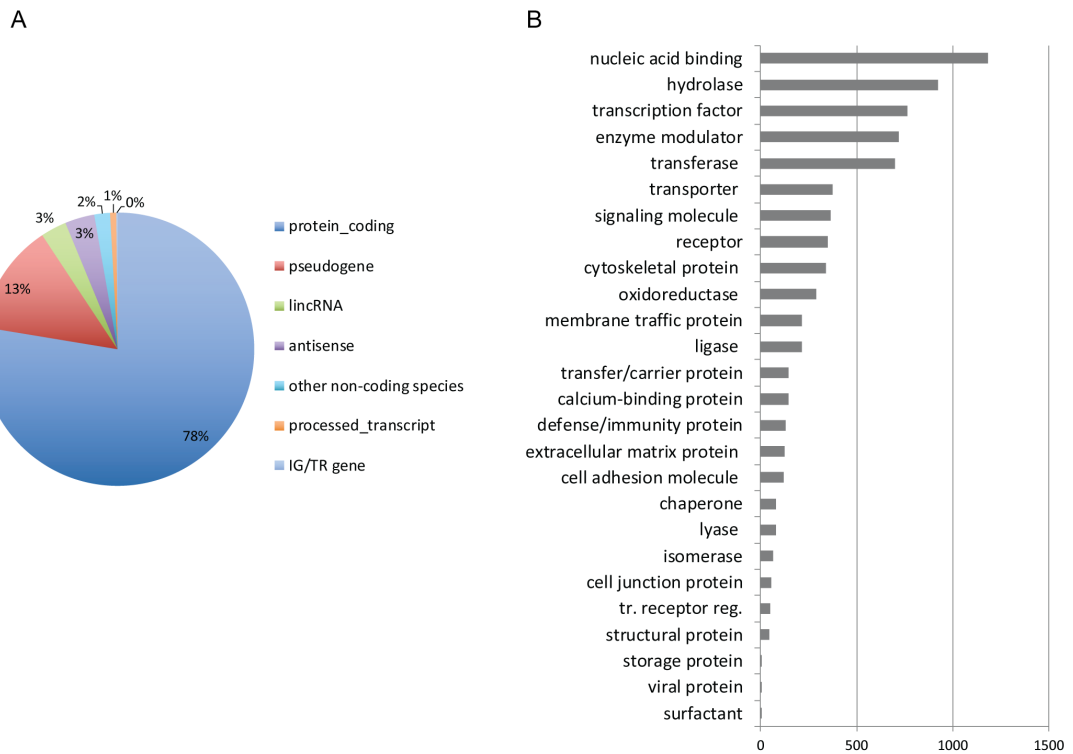 A
2%
1%
0%
3%
3%
13%
78%
protein_coding
pseudogene
lincRNA
antisense
other non-coding species
processed_transcript
IG/TR gene
B
nucleic acid binding
hydrolase
transcription factor
enzyme modulator
transferase
transporter
signaling molecule
receptor
cytoskeletal protein
oxidoreductase
membrane traffic protein
ligase
transfer/carrier protein
calcium-binding protein
defense/immunity protein
extracellular matrix protein
cell adhesion molecule
chaperone
lyase
isomerase
cell junction protein
tr. receptor reg.
structural protein
storage protein
viral protein
surfactant
0 500 1000 1500